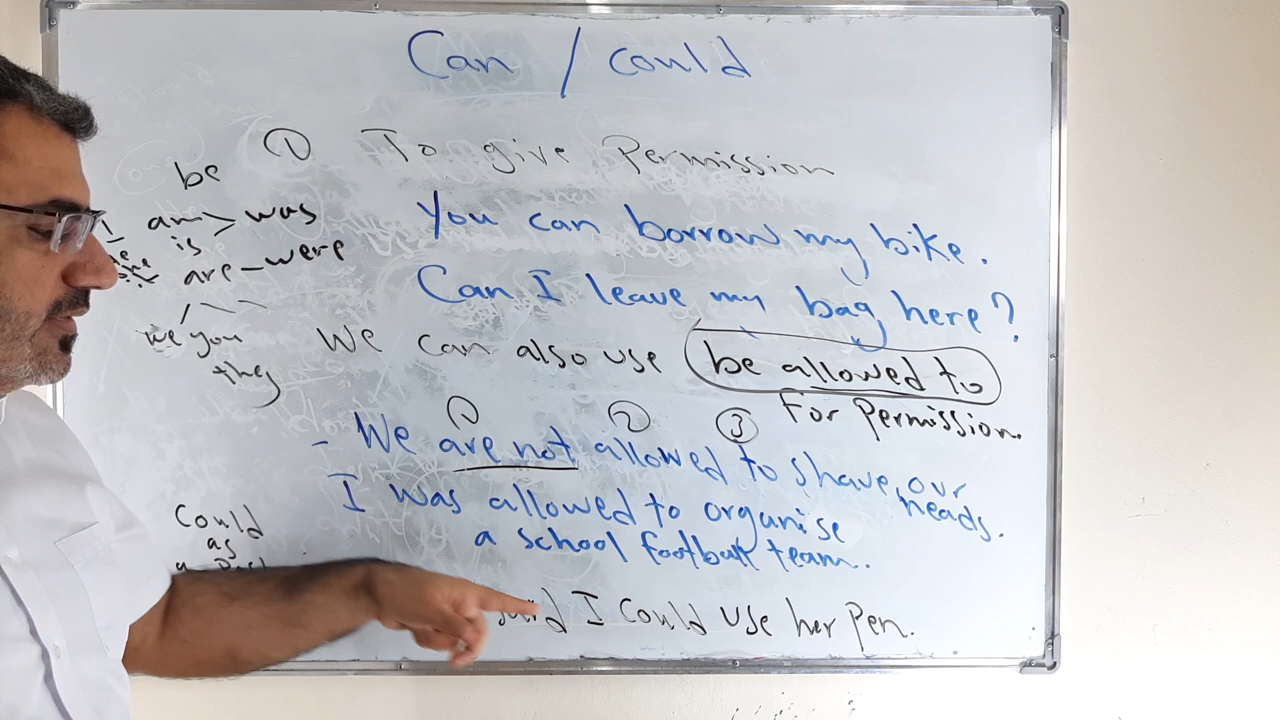 Can / could
① To give Permission
be
am > was
is
are - were
we you
they
You can borrow my bike.
Can I leave my bag here?
We can also use be allowed to
for Permission.
① ② ③
- We are not allowed to shave our
heads.
I was allowed to organise
a school football team.
Could
as
said I could use her Pen.